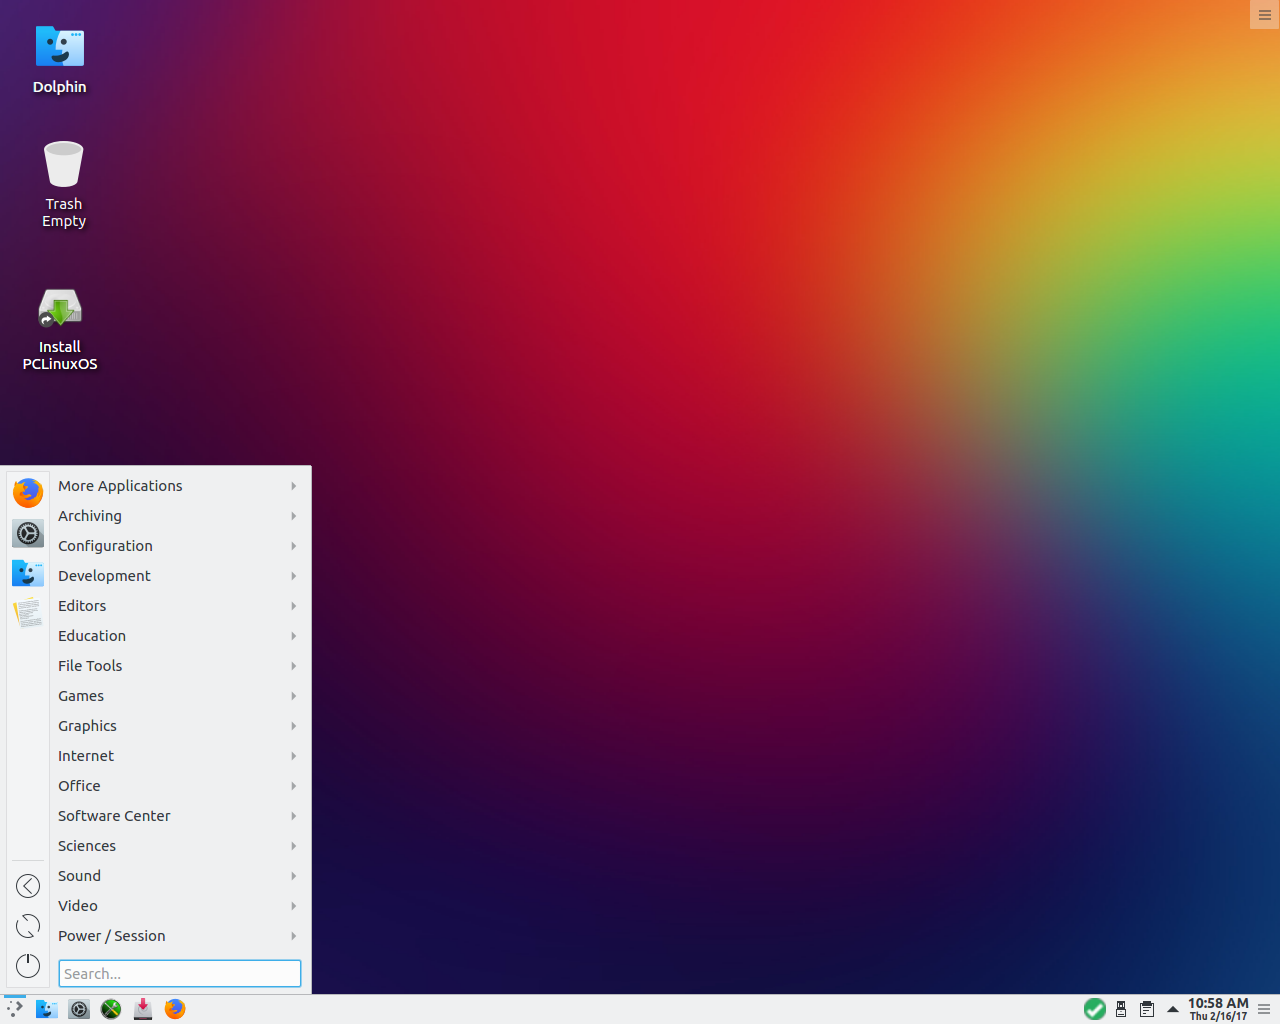 Dolphin
Trash
Empty
Install
PCLinuxOS
More Applications
Archiving
Configuration
Development
Editors
Education
File Tools
Games
Graphics
Internet
Office
Software Center
Sciences
Sound
Video
Power / Session
Search...
10:58 AM
Thu 2/16/17